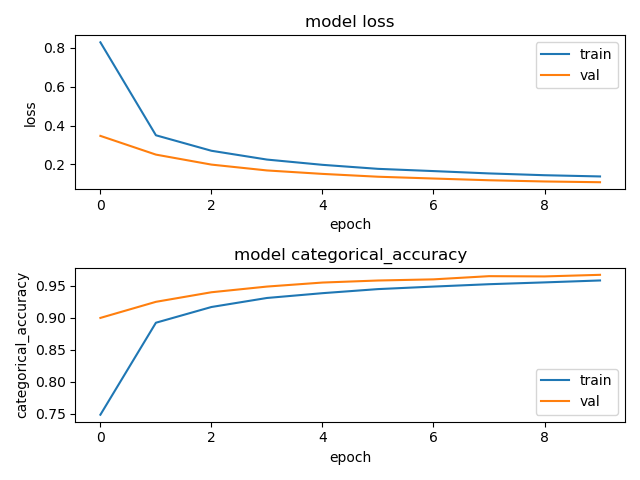 model loss
0.8
0.6
0.4
0.2
loss
train
val
0 2 4 6 8
epoch
model categorical_accuracy
0.95
0.90
0.85
0.80
0.75
categorical_accuracy
train
val
0 2 4 6 8
epoch